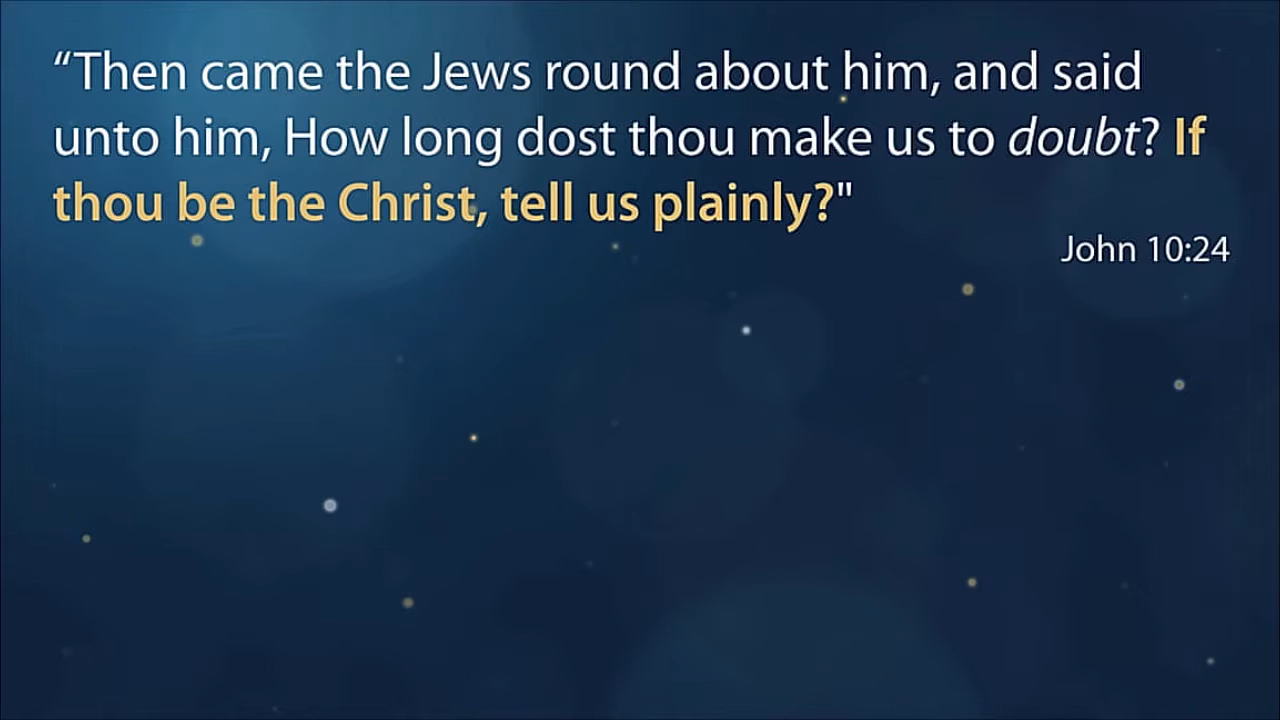 “Then came the Jews round about him, and said
unto him, How long dost thou make us to doubt? If
thou be the Christ, tell us plainly?"
John 10:24